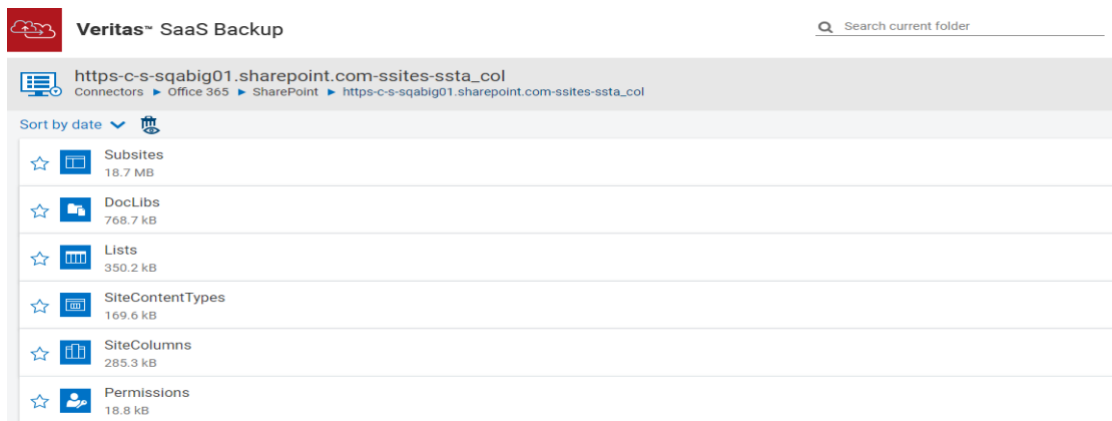 Veritas™ SaaS Backup
Search current folder
https-c-s-sqabig01.sharepoint.com-ssites-ssta_col
Connectors ▶ Office 365 ▶ SharePoint ▶ https-c-s-sqabig01.sharepoint.com-ssites-ssta_col
Sort by date
Subsites
18.7 MB
DocLibs
768.7 kB
Lists
350.2 kB
SiteContentTypes
169.6 kB
SiteColumns
285.3 kB
Permissions
18.8 kB